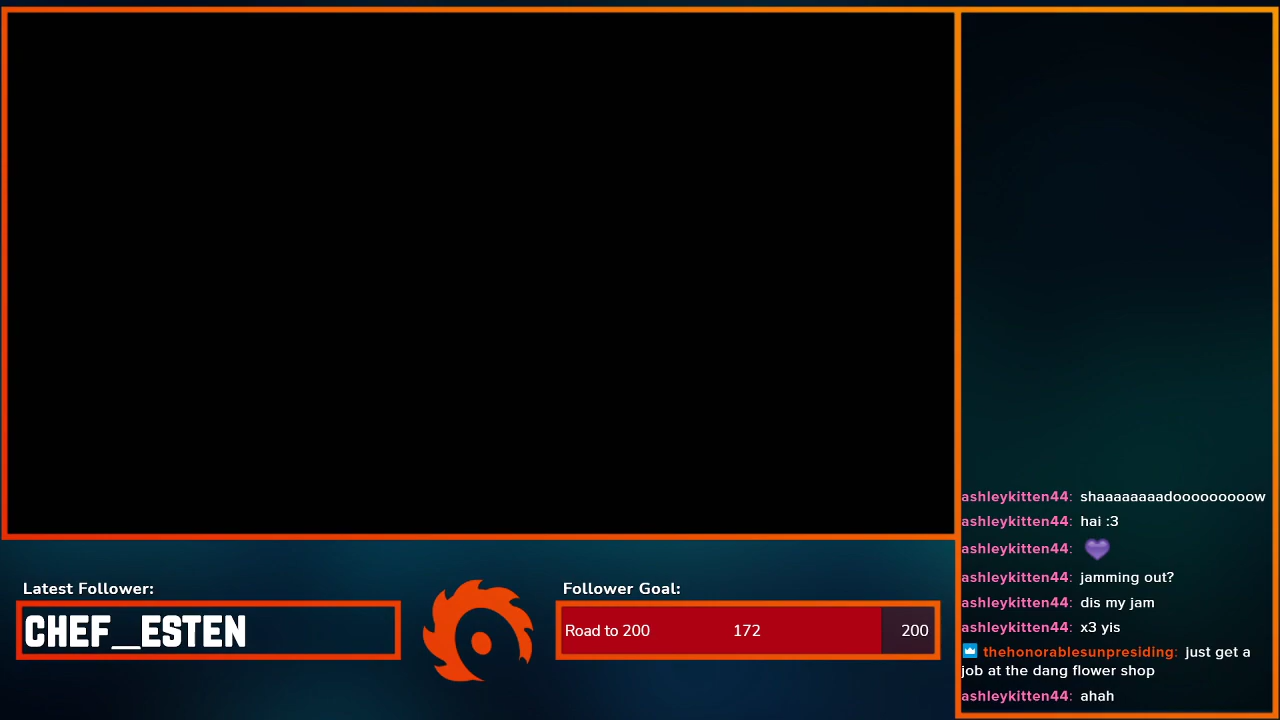 Latest Follower:
CHEF_ESTEN
Follower Goal:
Road to 200 172 200
ashleykitten44: shaaaaaaaadooooooooow
ashleykitten44: hai :3
ashleykitten44:
ashleykitten44: jamming out?
ashleykitten44: dis my jam
ashleykitten44: x3 yis
thehonorablesunpresiding: just get a
job at the dang flower shop
ashleykitten44: ahah